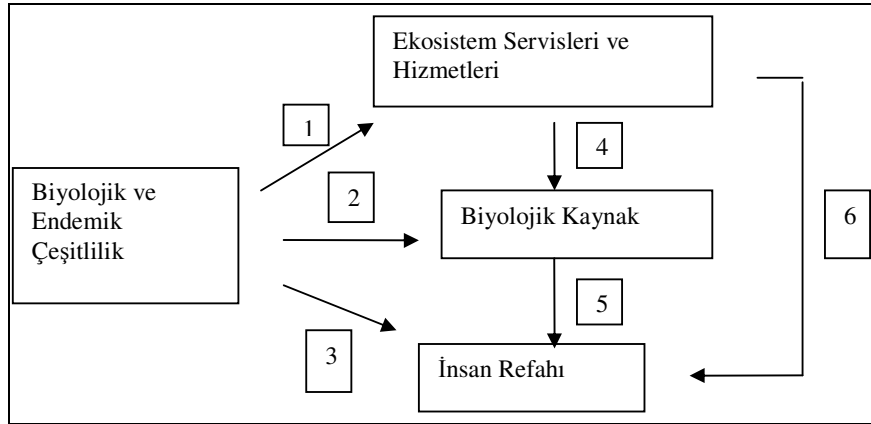 Ekosistem Servisleri ve
Hizmetleri
1
4
Biyolojik ve
Endemik
Çeşitlilik
2
Biyolojik Kaynak
6
5
3
İnsan Refahı